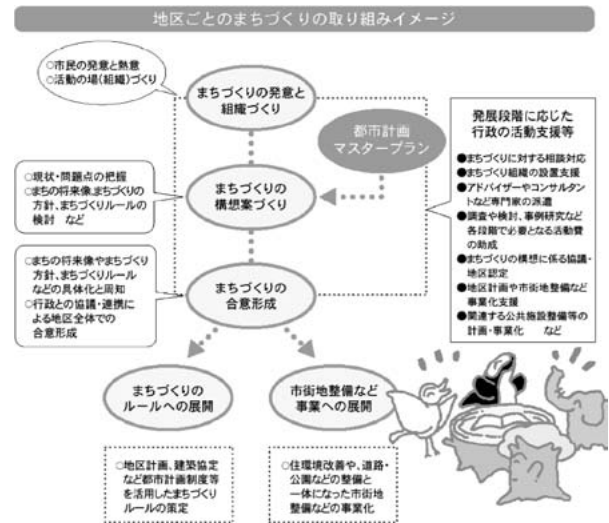 地区ごとのまちづくりの取り組みイメージ
○市民の発意と熱意
○活動の場(組織)づくり
まちづくりの発意と
組織づくり
都市計画
マスタープラン
○現状・問題点の把握
○まちの将来像、まちづくりの
方針、まちづくりルールの
検討 など
まちづくりの
構想案づくり
○まちの将来像やまちづくり
方針、まちづくりルール
などの具体化と周知
○行政との協議・連携に
よる地区全体での
合意形成
まちづくりの
合意形成
発展段階に応じた
行政の活動支援等
●まちづくりに対する相談対応
●まちづくり組織の設置支援
●アドバイザーやコンサルタン
トなど専門家の派遣
●調査や検討、事例研究など
各段階で必要となる活動費
の助成
●まちづくりの構想に係る協議・
地区認定
●地区計画や市街地整備など
事業化支援
●関連する公共施設整備等の
計画・事業化 など
まちづくりの
ルールへの展開
市街地整備など
事業への展開
○地区計画、建築協定
など都市計画制度等
を活用したまちづくり
ルールの策定
○住環境改善や、道路・
公園などの整備と
一体になった市街地
整備などの事業化